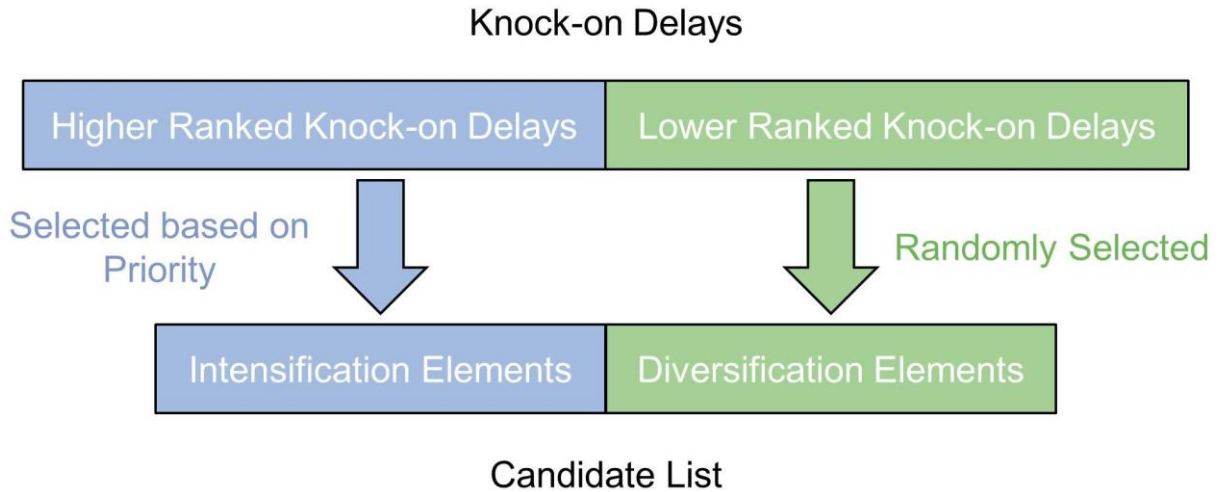 Knock-on Delays
Higher Ranked Knock-on Delays
Lower Ranked Knock-on Delays
Selected based on
Priority
Randomly Selected
Intensification Elements
Diversification Elements
Candidate List